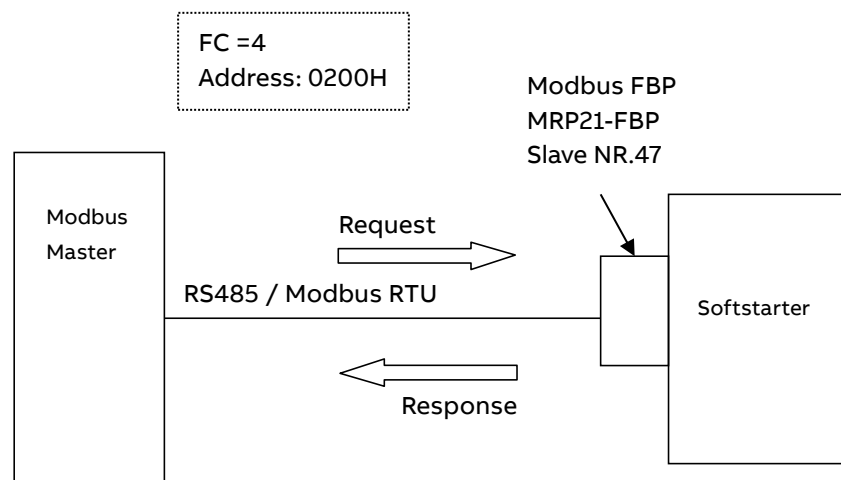 FC =4
Address: 0200H
Modbus FBP
MRP21-FBP
Slave NR.47
Modbus
Master
Request
RS485 / Modbus RTU
Softstarter
Response